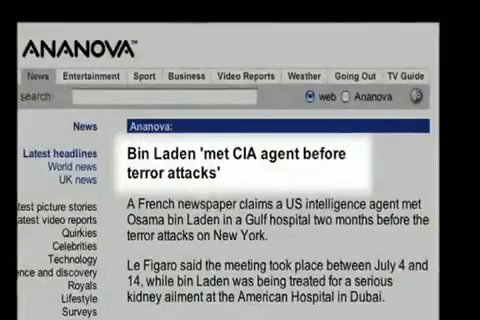 ANANOVA™
News Entertainment Sport Business Video Reports Weather Going Out TV Guide
search: web Ananova
News
Ananova:
Latest headlines
World news
UK news
Bin Laden 'met CIA agent before
terror attacks'
test picture stories
atest video reports
Quirkies
Celebrities
Technology
nce and discovery
Royals
Lifestyle
Surveys
A French newspaper claims a US intelligence agent met
Osama bin Laden in a Gulf hospital two months before the
terror attacks on New York.
Le Figaro said the meeting took place between July 4 and
14, while bin Laden was being treated for a serious
kidney ailment at the American Hospital in Dubai.